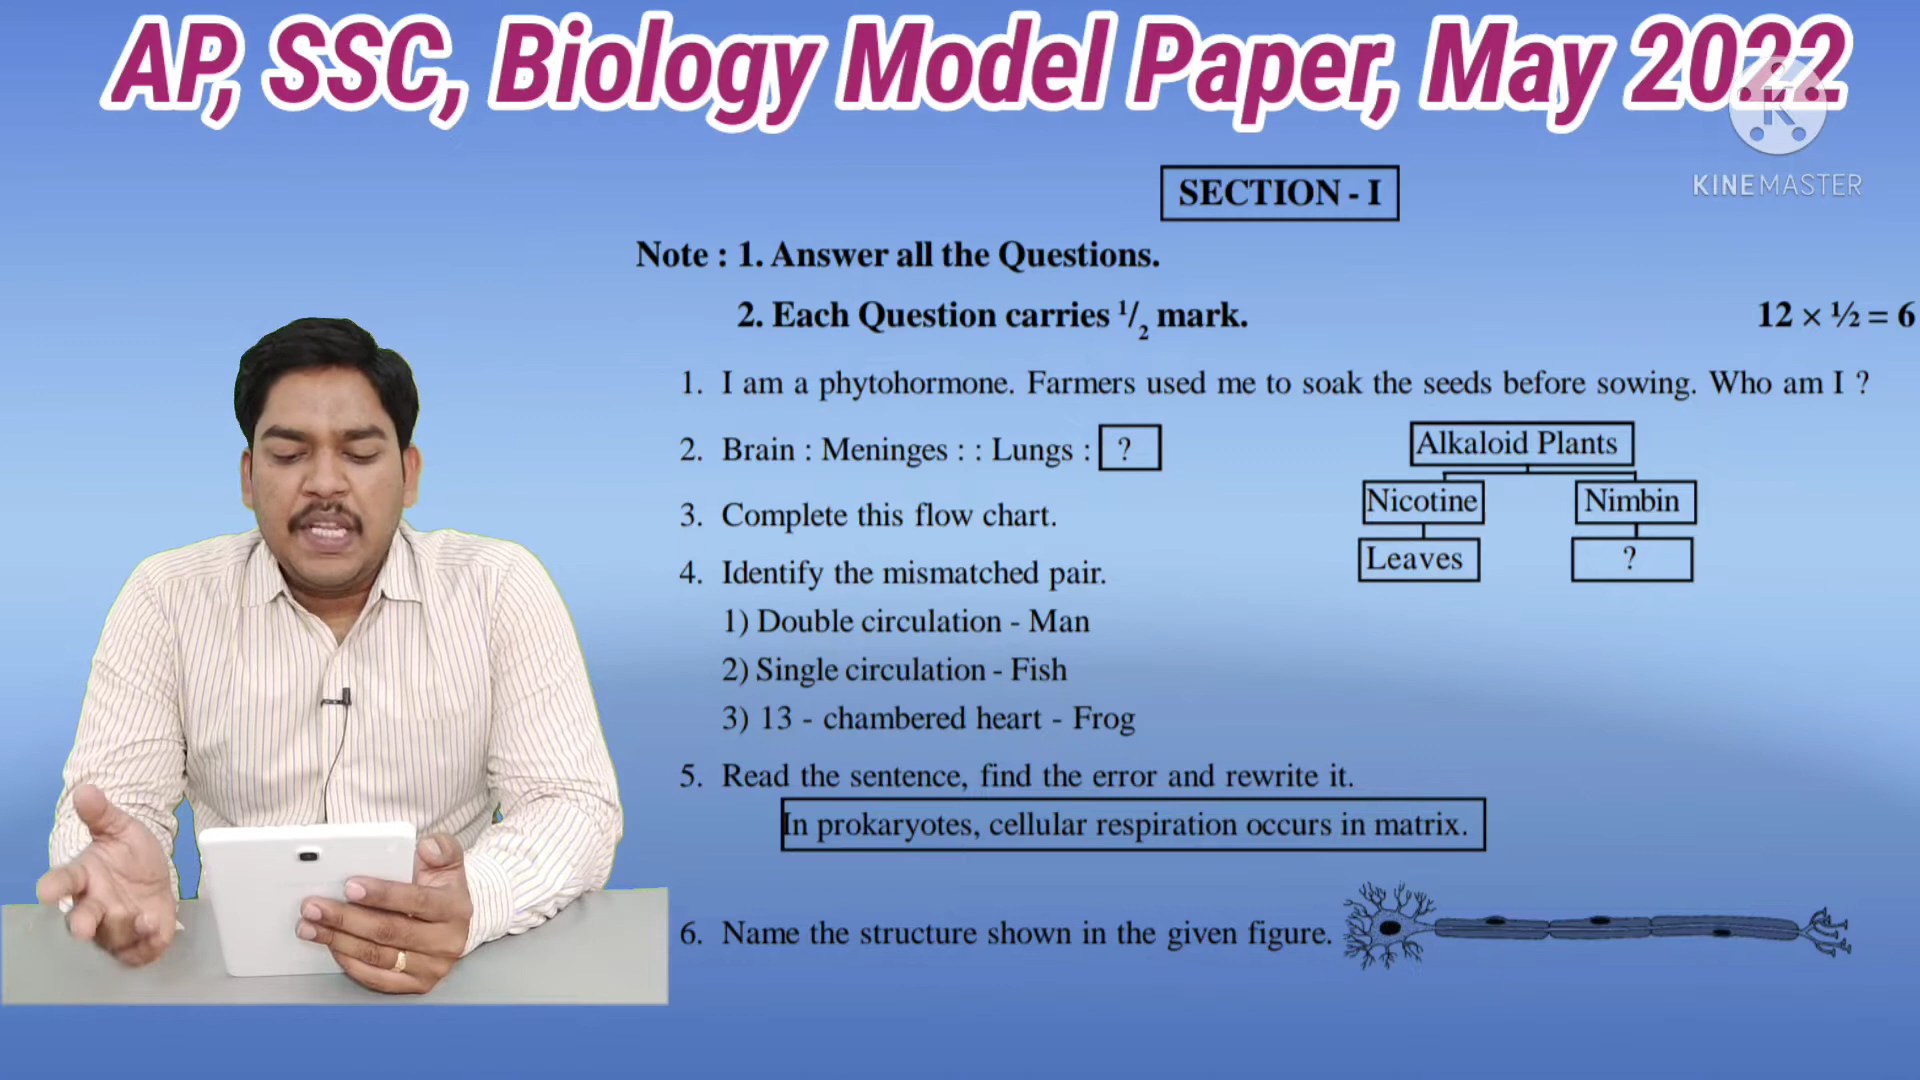 AP, SSC, Biology Model Paper, May 2022
K
KINEMASTER
SECTION - I
Note : 1. Answer all the Questions.
2. Each Question carries 1/2 mark. 12 × ½ = 6
1. I am a phytohormone. Farmers used me to soak the seeds before sowing. Who am I ?
2. Brain : Meninges : : Lungs : ?
Alkaloid Plants
Nicotine Nimbin
Leaves ?
3. Complete this flow chart.
4. Identify the mismatched pair.
1) Double circulation - Man
2) Single circulation - Fish
3) 13 - chambered heart - Frog
5. Read the sentence, find the error and rewrite it.
In prokaryotes, cellular respiration occurs in matrix.
6. Name the structure shown in the given figure.